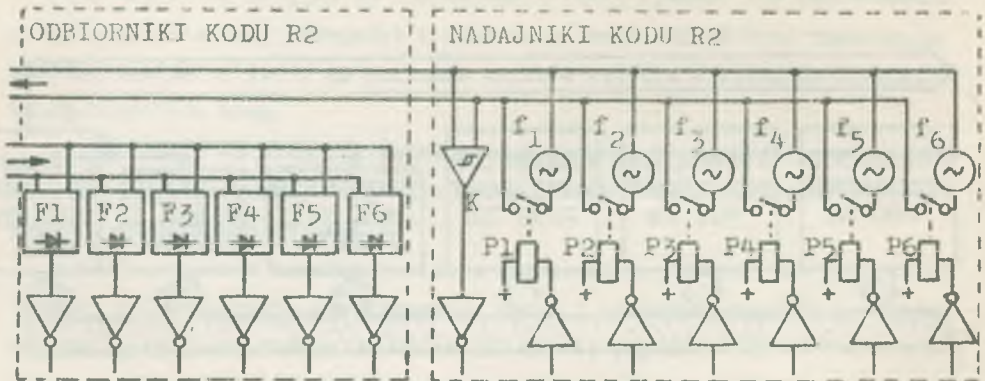 ODBIORNIKI KODU R2
NADAJNIKI KODU R2
f1 f2 f3 f4 f5 f6
F1 F2 F3 F4 F5 F6
K
P1 P2 P3 P4 P5 P6
+ + + + + +